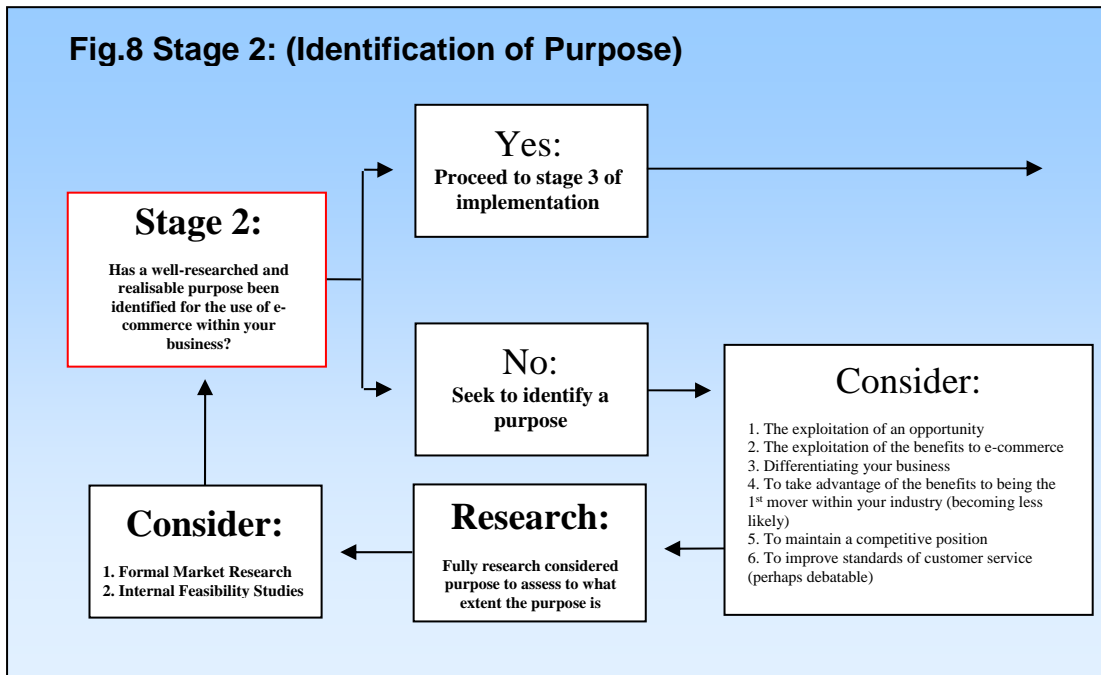 Fig.8 Stage 2: (Identification of Purpose)
Yes:
Proceed to stage 3 of
implementation
Stage 2:
Has a well-researched and
realisable purpose been
identified for the use of e-
commerce within your
business?
No:
Seek to identify a
purpose
Consider:
1. The exploitation of an opportunity
2. The exploitation of the benefits to e-commerce
3. Differentiating your business
4. To take advantage of the benefits to being the
1st mover within your industry (becoming less
likely)
5. To maintain a competitive position
6. To improve standards of customer service
(perhaps debatable)
Research:
Fully research considered
purpose to assess to what
extent the purpose is
Consider:
1. Formal Market Research
2. Internal Feasibility Studies